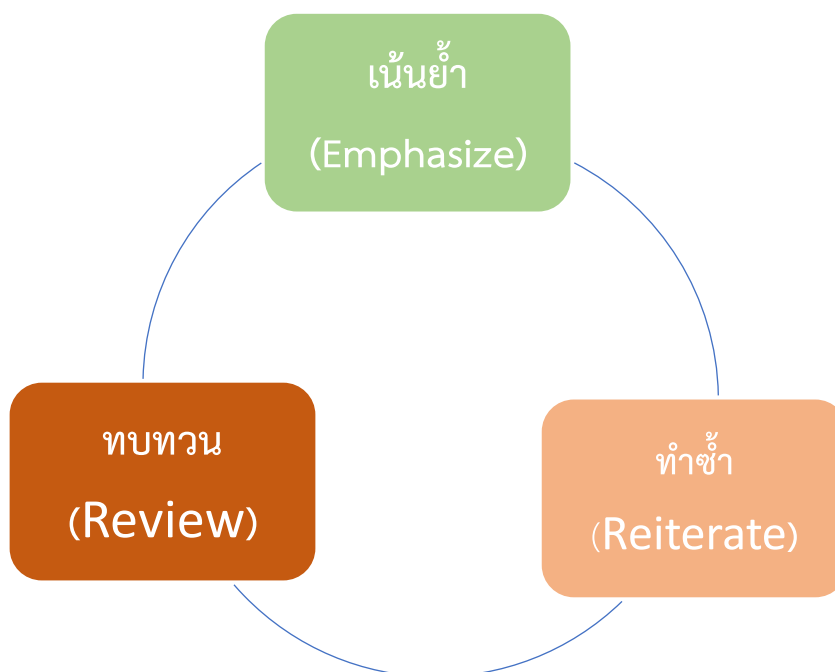 เน้นย้ำ
(Emphasize)
ทบทวน
(Review)
ทำซ้ำ
(Reiterate)